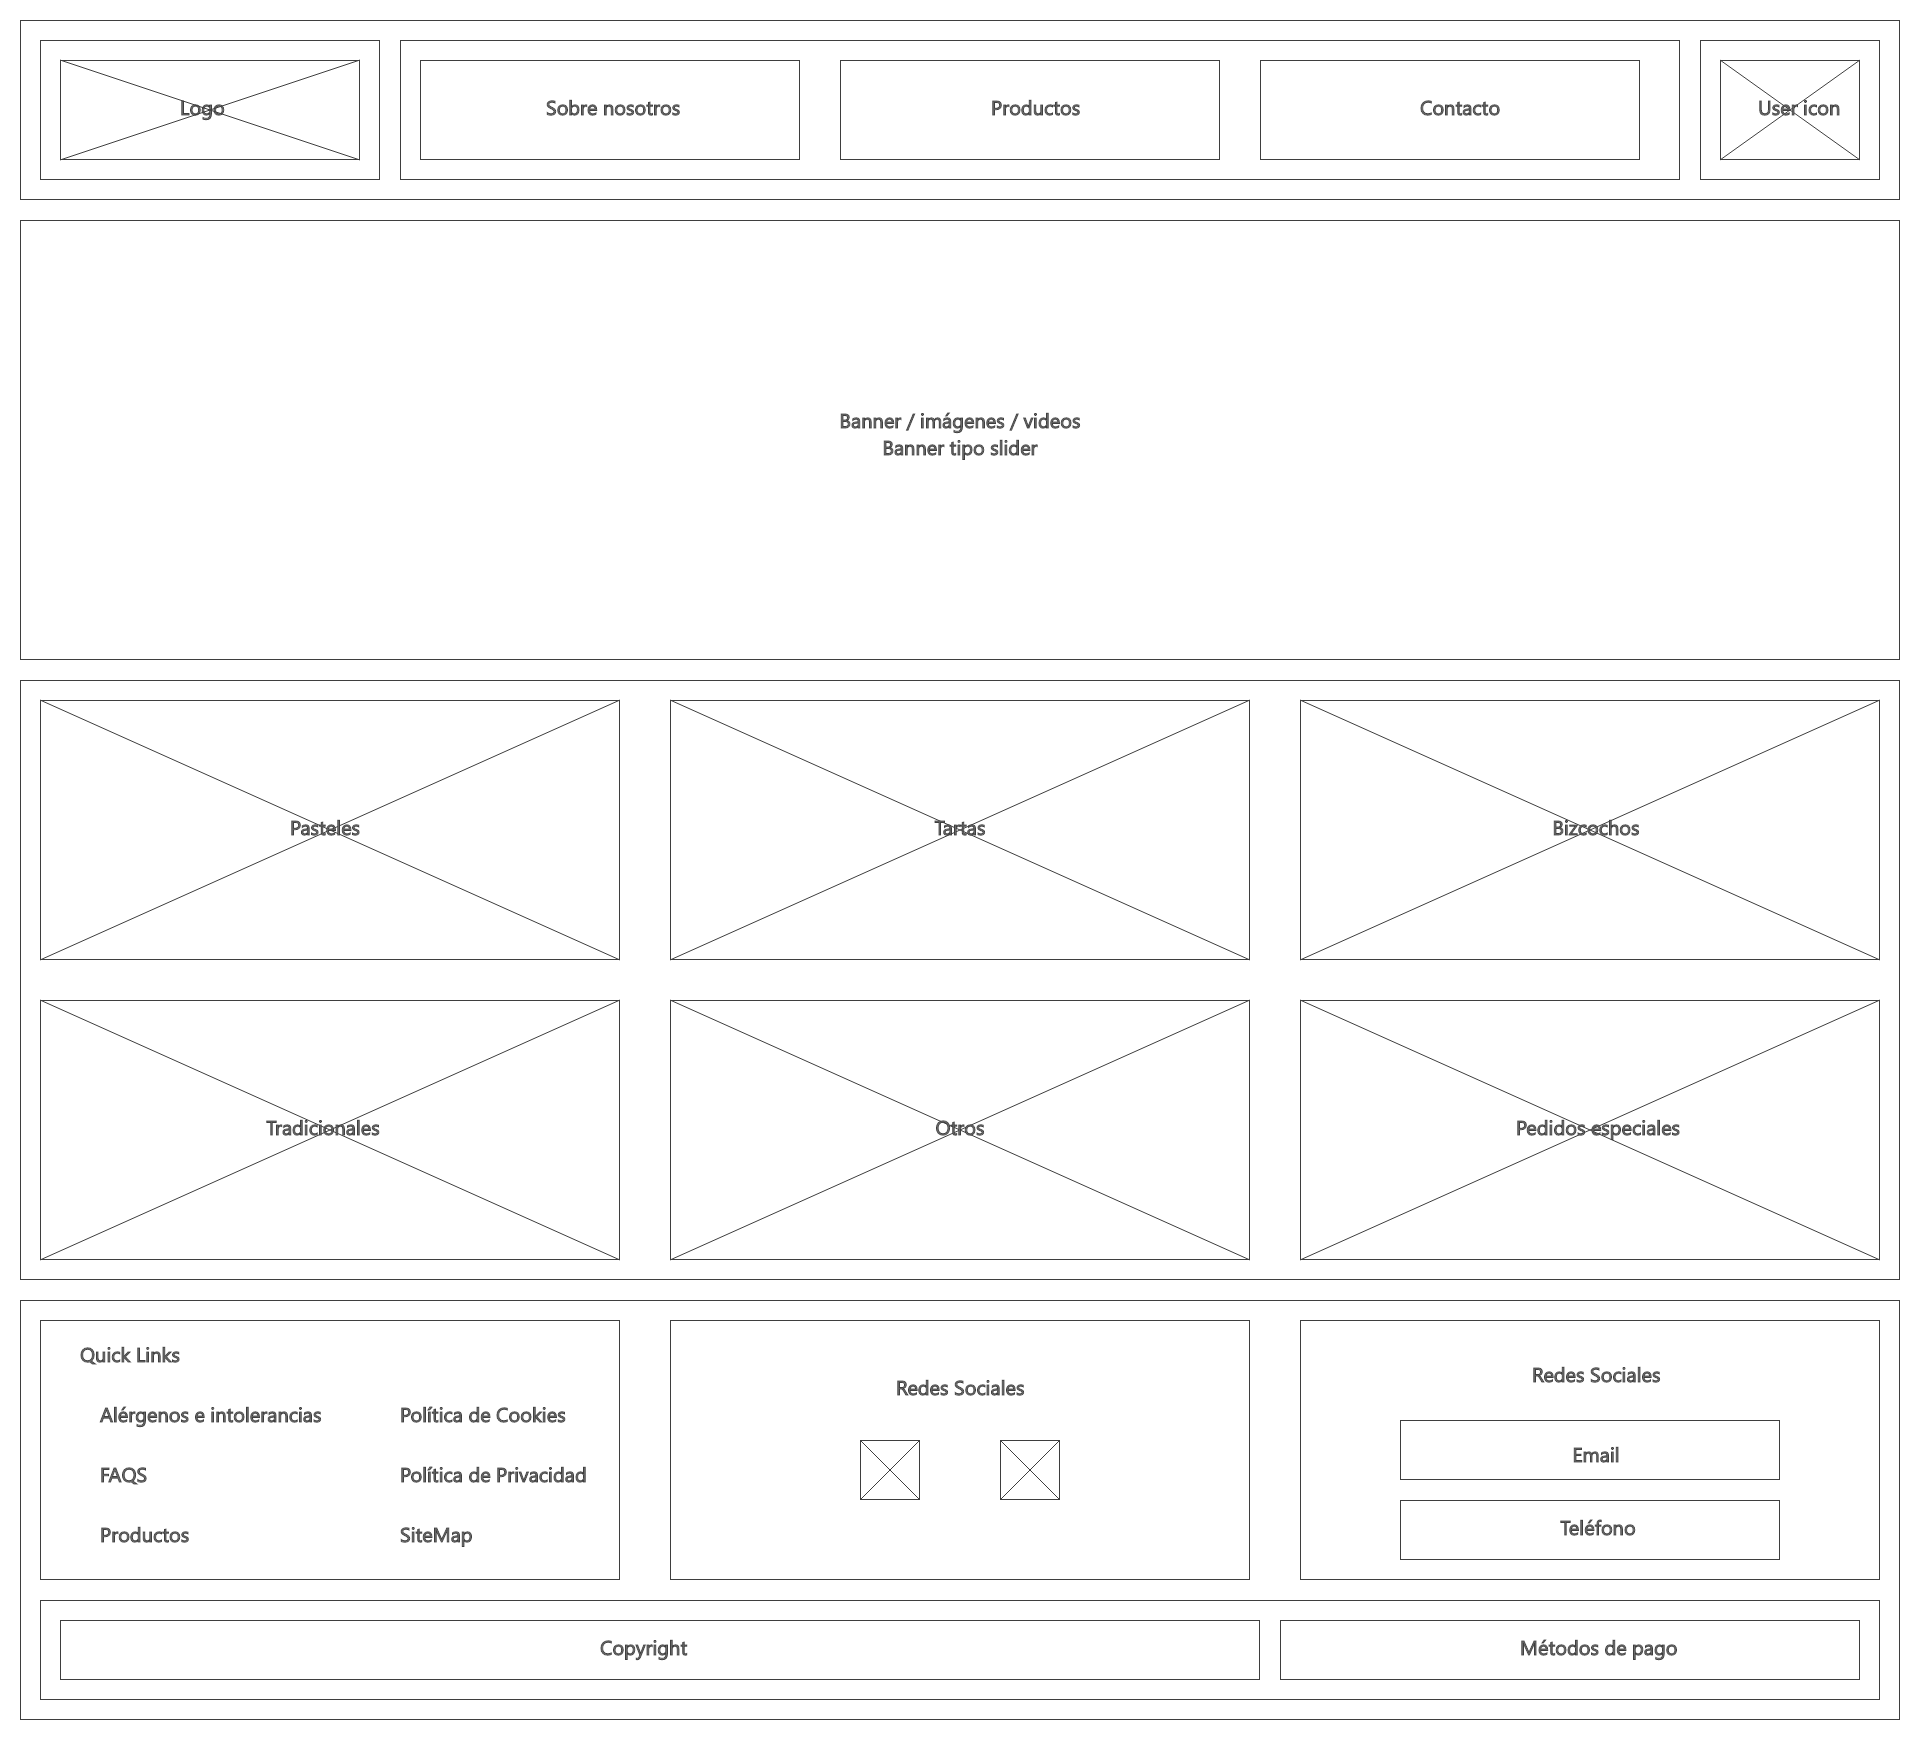 Logo
Sobre nosotros
Productos
Contacto
User icon
Banner / imágenes / videos
Banner tipo slider
Pasteles
Tartas
Bizcochos
Tradicionales
Otros
Pedidos especiales
Quick Links
Alérgenos e intolerancias
Política de Cookies
FAQS
Política de Privacidad
Productos
SiteMap
Redes Sociales
Redes Sociales
Email
Teléfono
Copyright
Métodos de pago